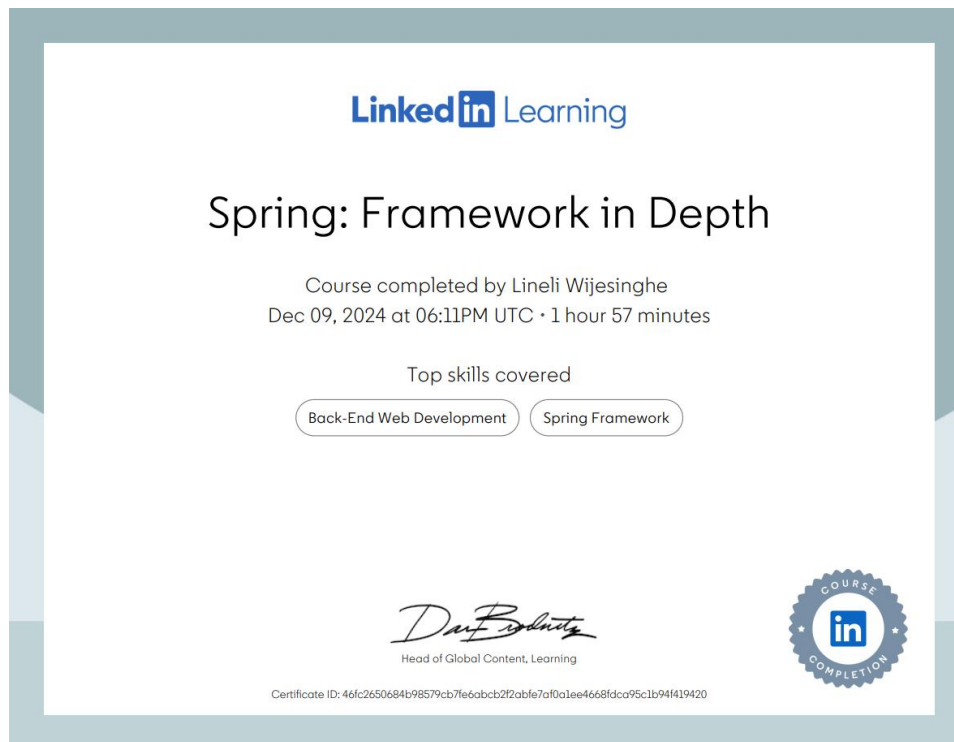 Linked in Learning
Spring: Framework in Depth
Course completed by Lineli Wijesinghe
Dec 09, 2024 at 06:11PM UTC • 1 hour 57 minutes
Top skills covered
Back-End Web Development
Spring Framework
Head of Global Content, Learning
COURSE
in
COMPLETION
Certificate ID: 46fc2650684b98579cb7fe6abcb2f2abfe7af0a1ee4668fdca95c1b94f419420